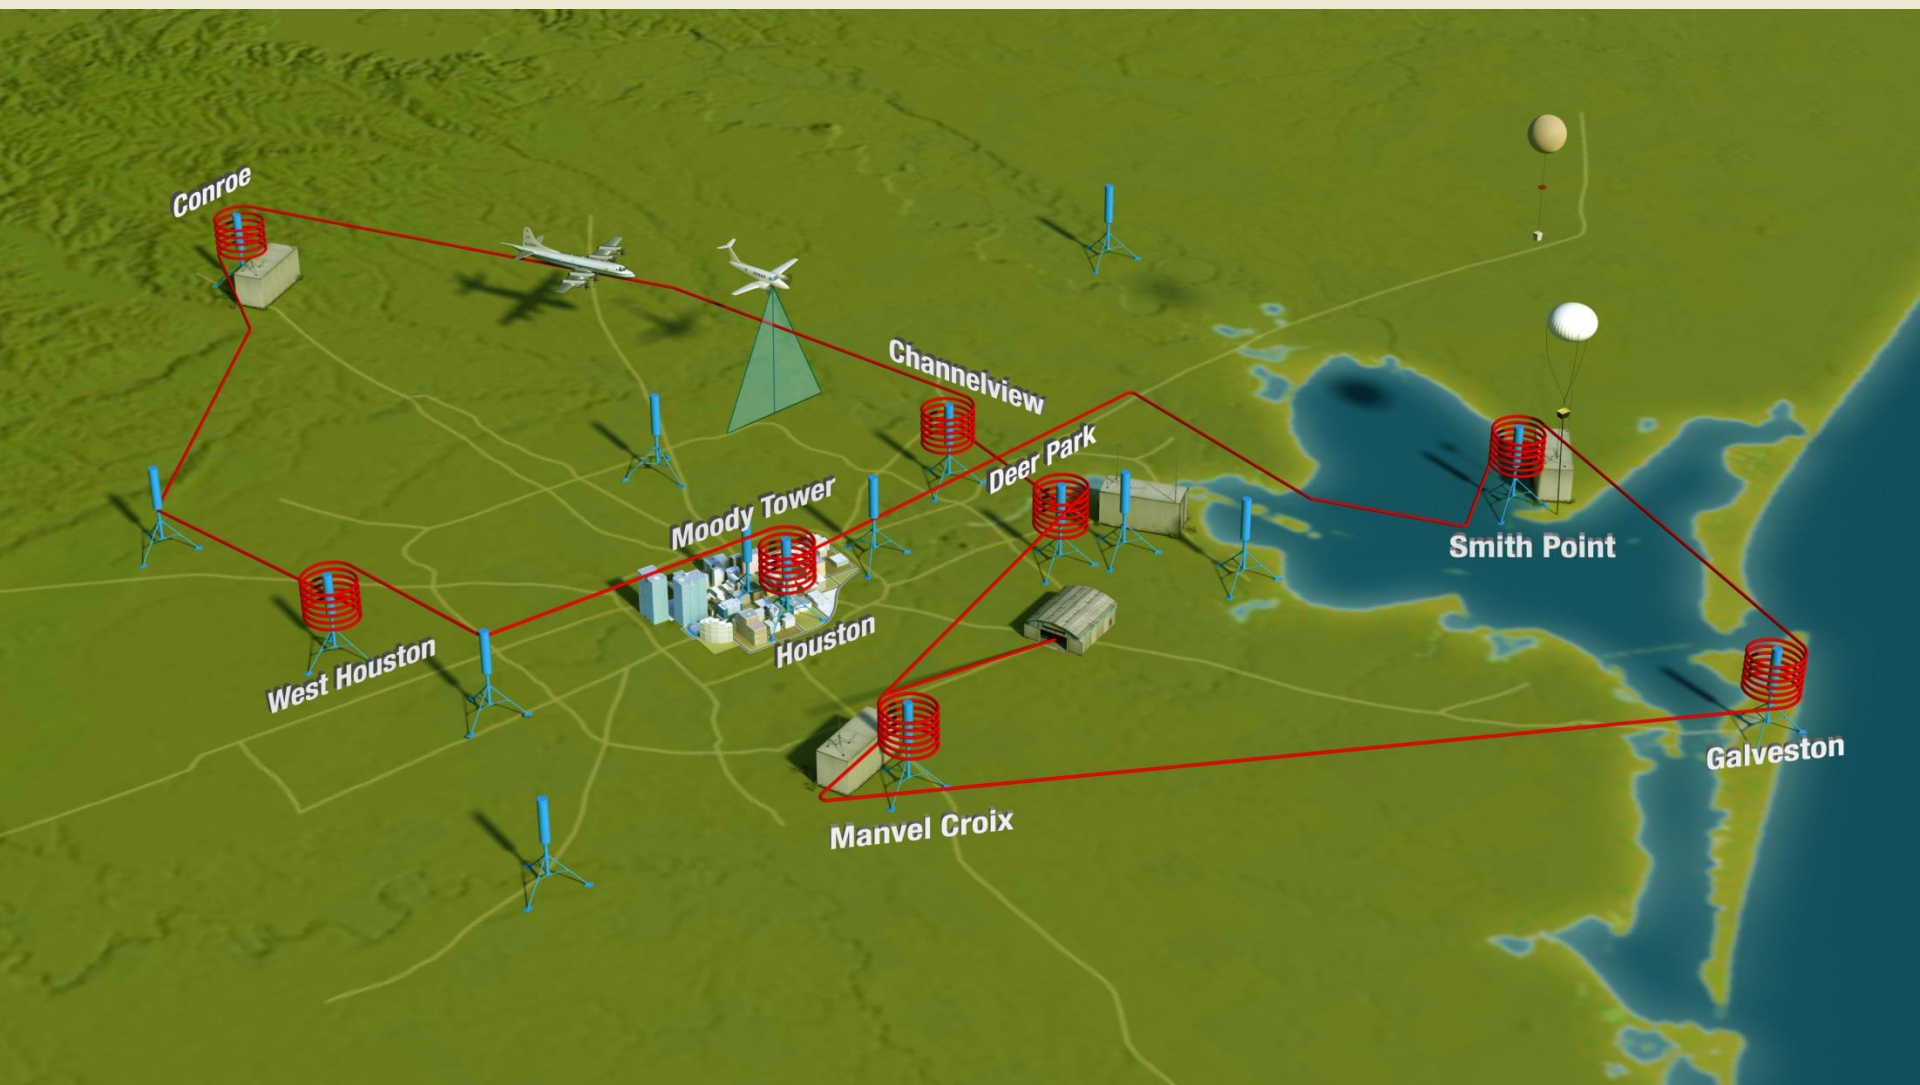 Conroe
Channelview
Deer Park
Moody Tower
Smith Point
Houston
West Houston
Galveston
Manvel Croix